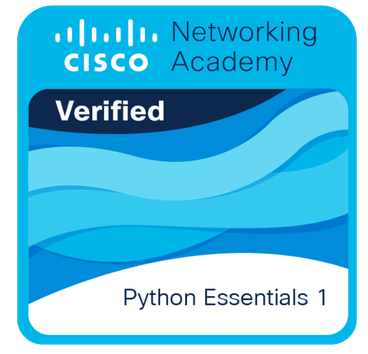 CISCO
Networking
Academy
Verified
Python Essentials 1